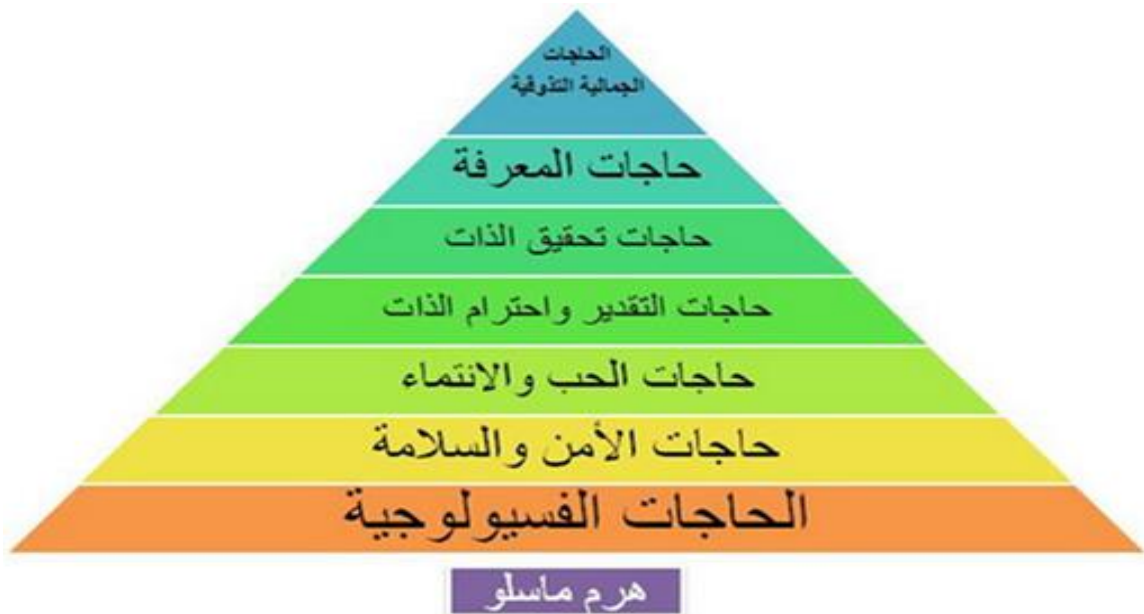 الحاجات
الجمالية التذوقية
حاجات المعرفة
حاجات تحقيق الذات
حاجات التقدير واحترام الذات
حاجات الحب والانتماء
حاجات الأمن والسلامة
الحاجات الفسيولوجية
هرم ماسلو